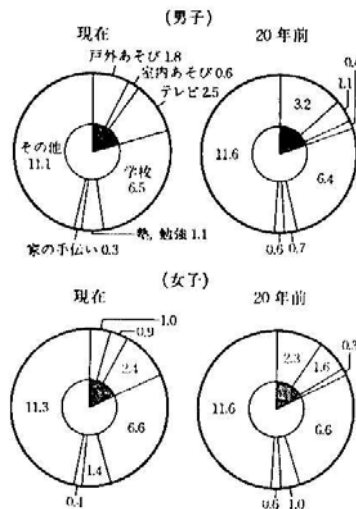 (男子)
現在
20年前
戸外あそび 1.8
室内あそび 0.6
テレビ 2.5
その他
11.1
学校
6.5
塾,勉強 1.1
家の手伝い 0.3
3.2
1.1
0.4
11.6
6.4
0.6
0.7
(女子)
現在
20年前
1.0
0.9
2.4
11.3
6.6
0.4
1.4
2.3
1.6
0.3
11.6
6.6
0.6
1.0